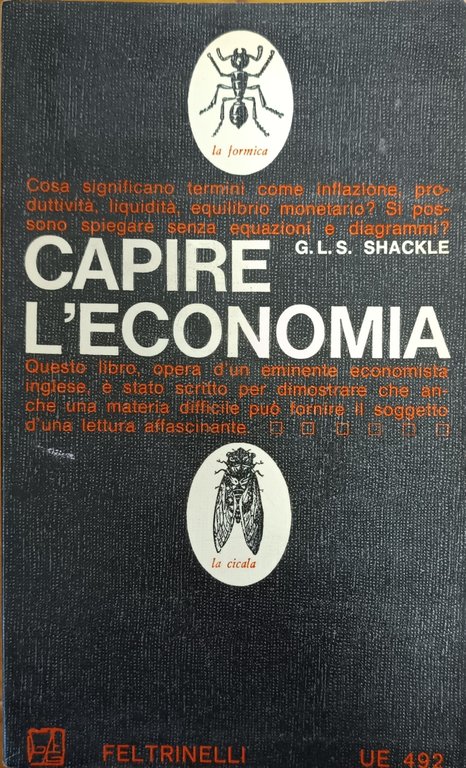 la formica
Cosa significano termini come inflazione, pro-
duttività, liquidità, equilibrio monetario? Si pos-
sono spiegare senza equazioni e diagrammi?
CAPIRE G.L.S. SHACKLE
L'ECONOMIA
Questo libro, opera d'un eminente economista
inglese, è stato scritto per dimostrare che an-
che una materia difficile può fornire il soggetto
d'una lettura affascinante.
la cicala
FELTRINELLI UE 492